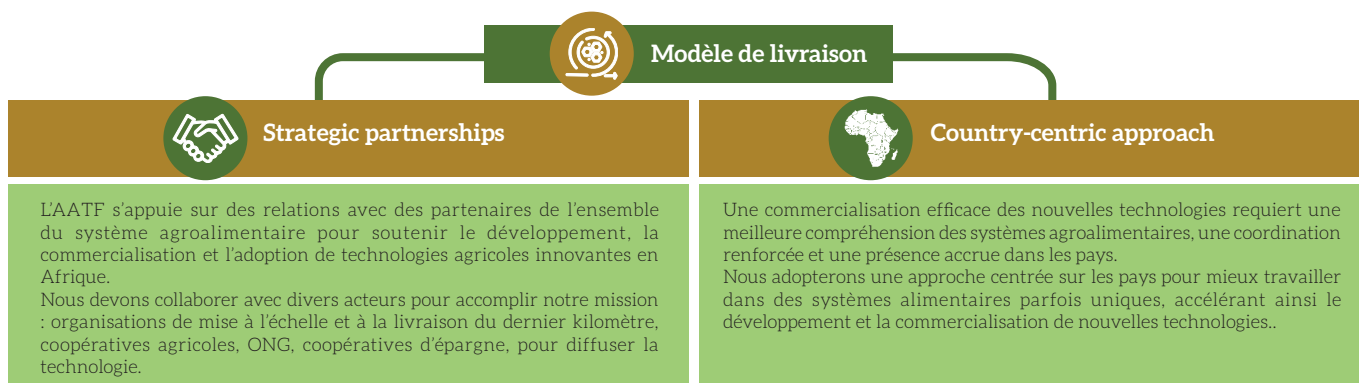 Modèle de livraison
Strategic partnerships
L’AATF s’appuie sur des relations avec des partenaires de l’ensemble
du système agroalimentaire pour soutenir le développement, la
commercialisation et l’adoption de technologies agricoles innovantes en
Afrique.
Nous devons collaborer avec divers acteurs pour accomplir notre mission
: organisations de mise à l’échelle et à la livraison du dernier kilomètre,
coopératives agricoles, ONG, coopératives d’épargne, pour diffuser la
technologie.
Country-centric approach
Une commercialisation efficace des nouvelles technologies requiert une
meilleure compréhension des systèmes agroalimentaires, une coordination
renforcée et une présence accrue dans les pays.
Nous adopterons une approche centrée sur les pays pour mieux travailler
dans des systèmes alimentaires parfois uniques, accélérant ainsi le
développement et la commercialisation de nouvelles technologies..